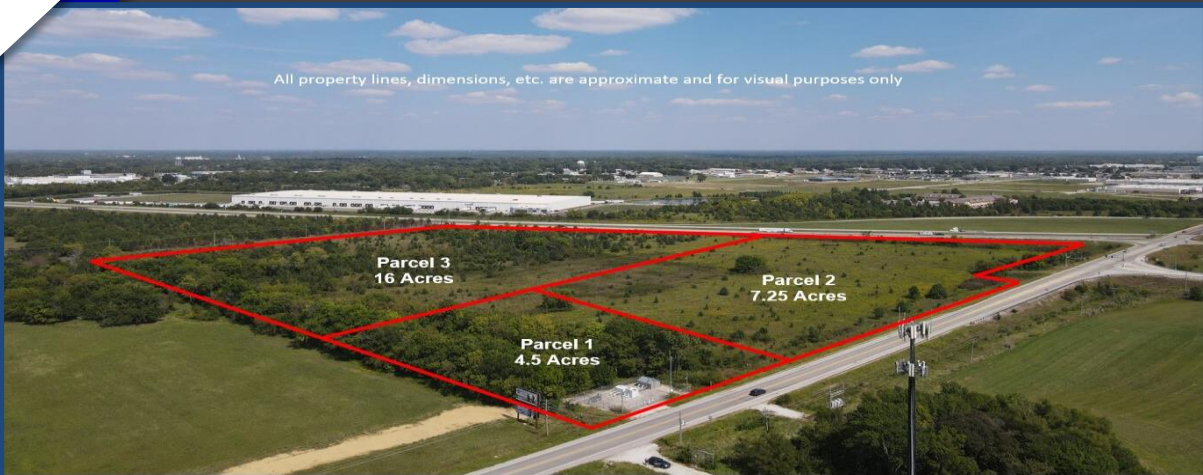 All property lines, dimensions, etc. are approximate and for visual purposes only
Parcel 3
16 Acres
Parcel 2
7.25 Acres
Parcel 1
4.5 Acres